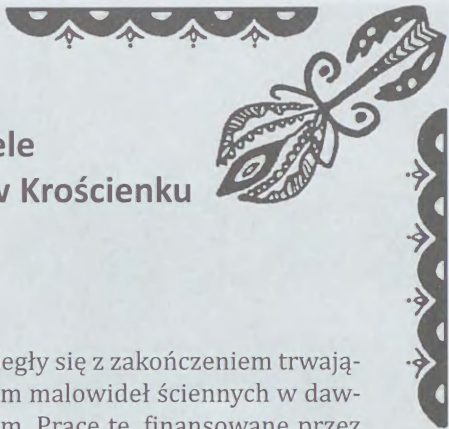 ele
w Krościenku
egły się z zakończeniem trwają-
m malowideł ściennych w daw-
m. Prace te, finansowane przez